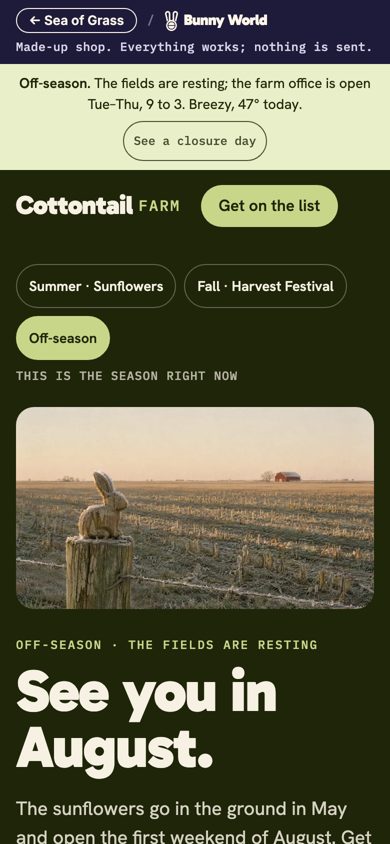 ← Sea of Grass / Bunny World
Made-up shop. Everything works; nothing is sent.
Off-season. The fields are resting; the farm office is open
Tue–Thu, 9 to 3. Breezy, 47° today.
See a closure day
Cottontail FARM
Get on the list
Summer · Sunflowers
Fall · Harvest Festival
Off-season
THIS IS THE SEASON RIGHT NOW
OFF-SEASON · THE FIELDS ARE RESTING
See you in
August.
The sunflowers go in the ground in May
and open the first weekend of August. Get